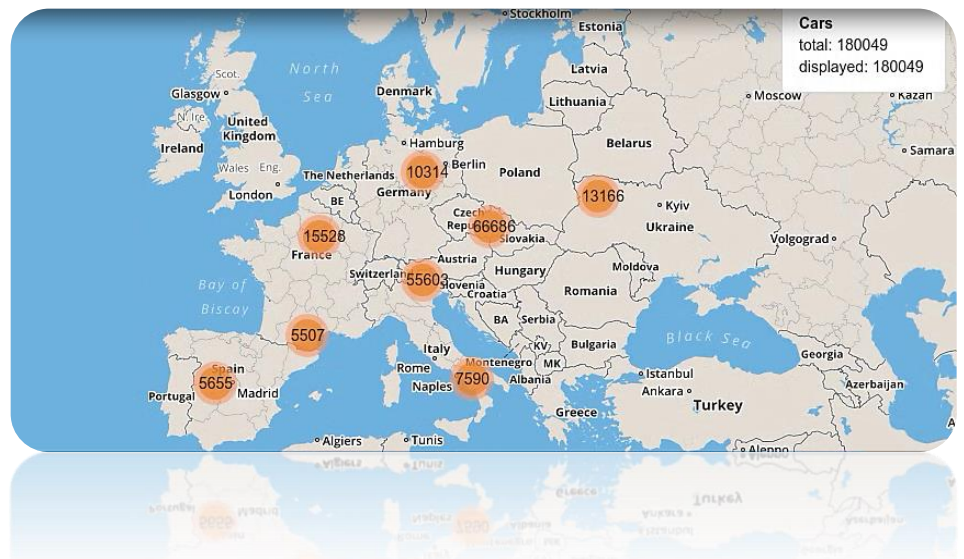 Stockholm
Estonia
Cars
total: 180049
displayed: 180049
North
Sea
Scot.
Glasgow
Denmark
Latvia
Lithuania
Moscow
Kazan
N. Ire.
United
Kingdom
Ireland
Hamburg
Belarus
Samara
Wales
Eng.
The Netherlands
10314
Berlin
Poland
London
Germany
BE
13166
Kyiv
Czech
66686
Ukraine
15528
Slovakia
Volgograd
France
Austria
Switzerlan
55603
Hungary
Moldova
Slovenia
Croatia
Romania
Bay of
Biscay
BA
Serbia
5507
Black Sea
Italy
KV
Bulgaria
Georgia
Rome
Montenegro
MK
Spain
5655
Madrid
Portugal
Naples
7590
Albania
Istanbul
Ankara
Azerbaijan
Turkey
Greece
Algiers
Tunis
Aleppo